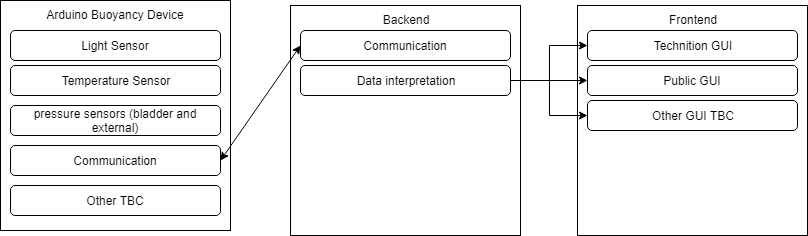 Arduino Buoyancy Device
Light Sensor
Temperature Sensor
pressure sensors (bladder and
external)
Communication
Other TBC
Backend
Communication
Data interpretation
Frontend
Technition GUI
Public GUI
Other GUI TBC